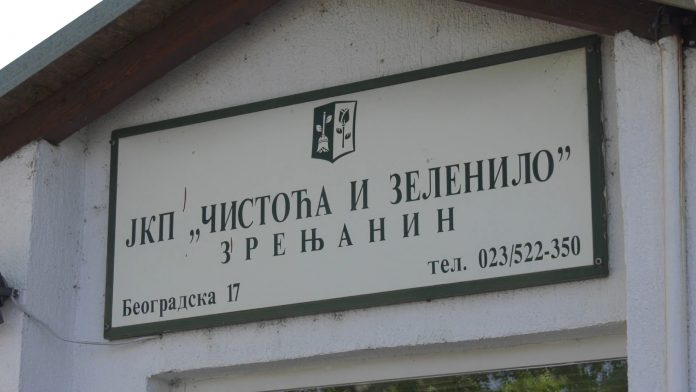 ЈКП „ЧИСТОЋА И ЗЕЛЕНИЛО”
ЗРЕЊАНИН
тел. 023/522-350
Београдска 17